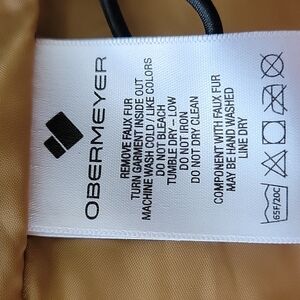 OBERMEYER
REMOVE FAUX FUR
TURN GARMENT INSIDE OUT
MACHINE WASH COLD / LIKE COLORS
DO NOT BLEACH
TUMBLE DRY – LOW
DO NOT IRON
DO NOT DRY CLEAN
COMPONENT WITH FAUX FUR
MAY BE HAND WASHED
LINE DRY
65F/20C